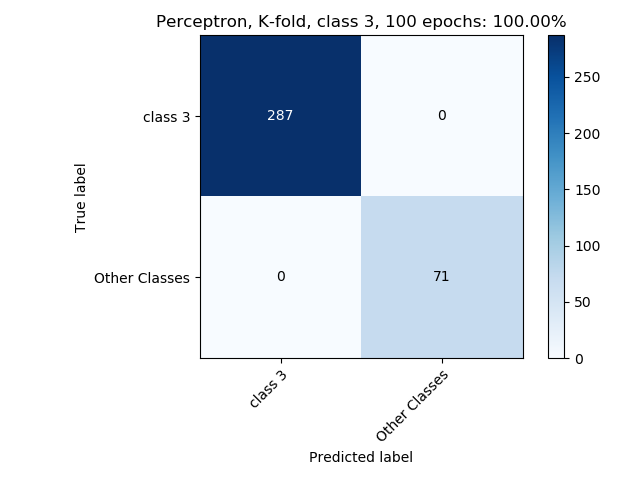 Perceptron, K-fold, class 3, 100 epochs: 100.00%
True label
class 3
Other Classes
287
0
0
71
class 3
Other Classes
Predicted label
250
200
150
100
50
0